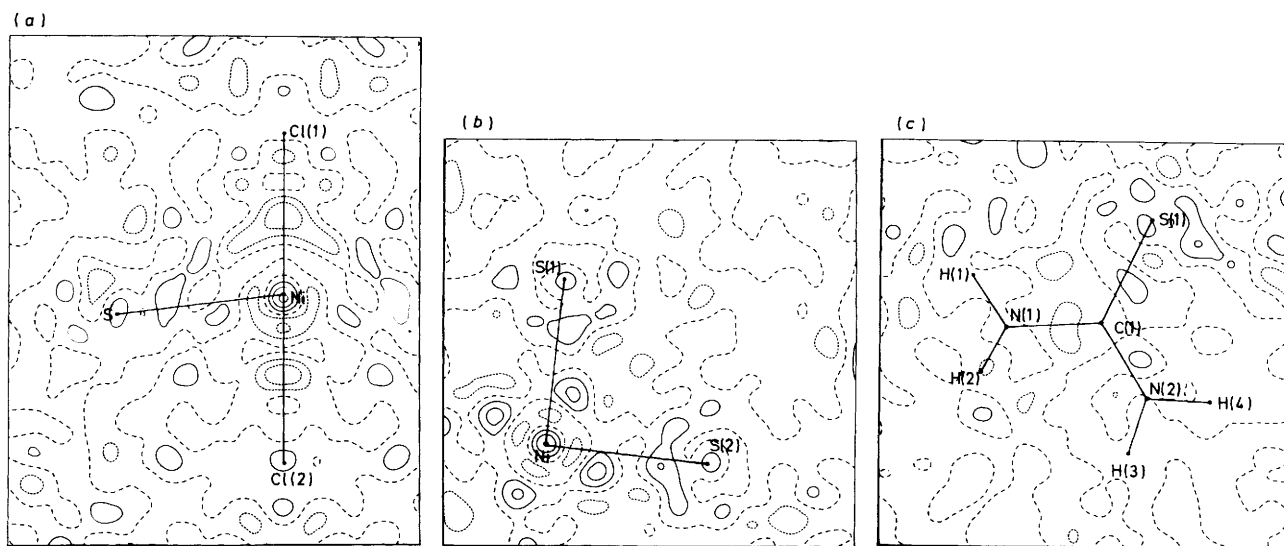 (a)
Cl(1)
Ni
S
Cl(2)
(b)
S(1)
Ni
S(2)
(c)
S(1)
H(1)
N(1)
C(1)
H(2)
N(2)
H(4)
H(3)